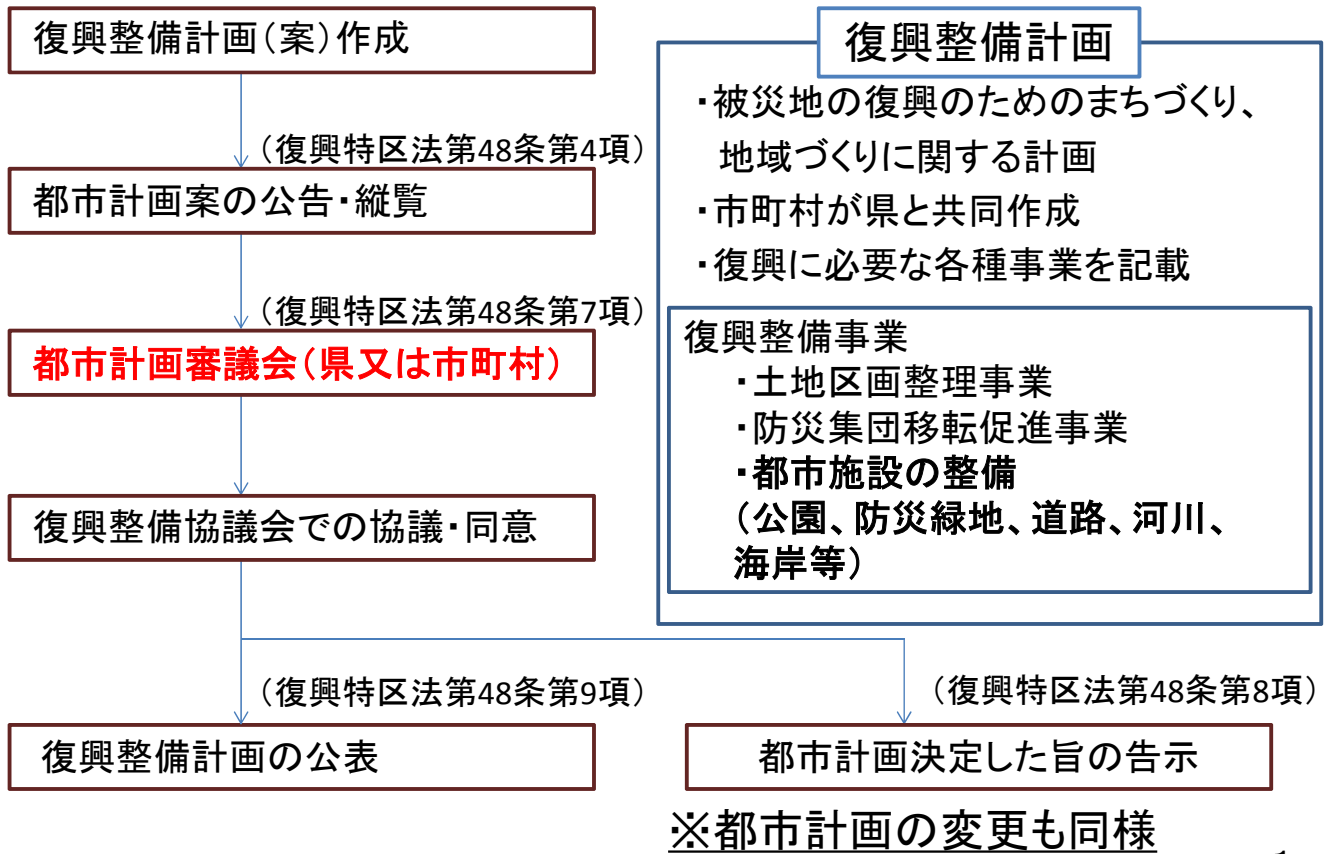 復興整備計画（案）作成
（復興特区法第48条第4項）
都市計画案の公告・縦覧
（復興特区法第48条第7項）
都市計画審議会（県又は市町村）
復興整備協議会での協議・同意
（復興特区法第48条第9項）
復興整備計画の公表
（復興特区法第48条第8項）
都市計画決定した旨の告示
※都市計画の変更も同様
復興整備計画
・被災地の復興のためのまちづくり、
地域づくりに関する計画
・市町村が県と共同作成
・復興に必要な各種事業を記載
復興整備事業
・土地区画整理事業
・防災集団移転促進事業
・都市施設の整備
（公園、防災緑地、道路、河川、
海岸等）